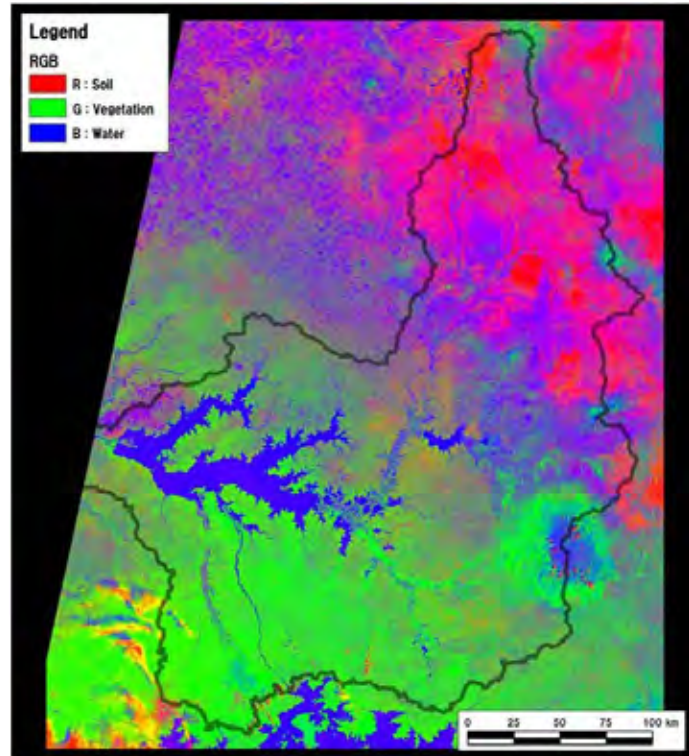 Legend
RGB
R : Soil
G : Vegetation
B : Water
0 25 50 75 100 km